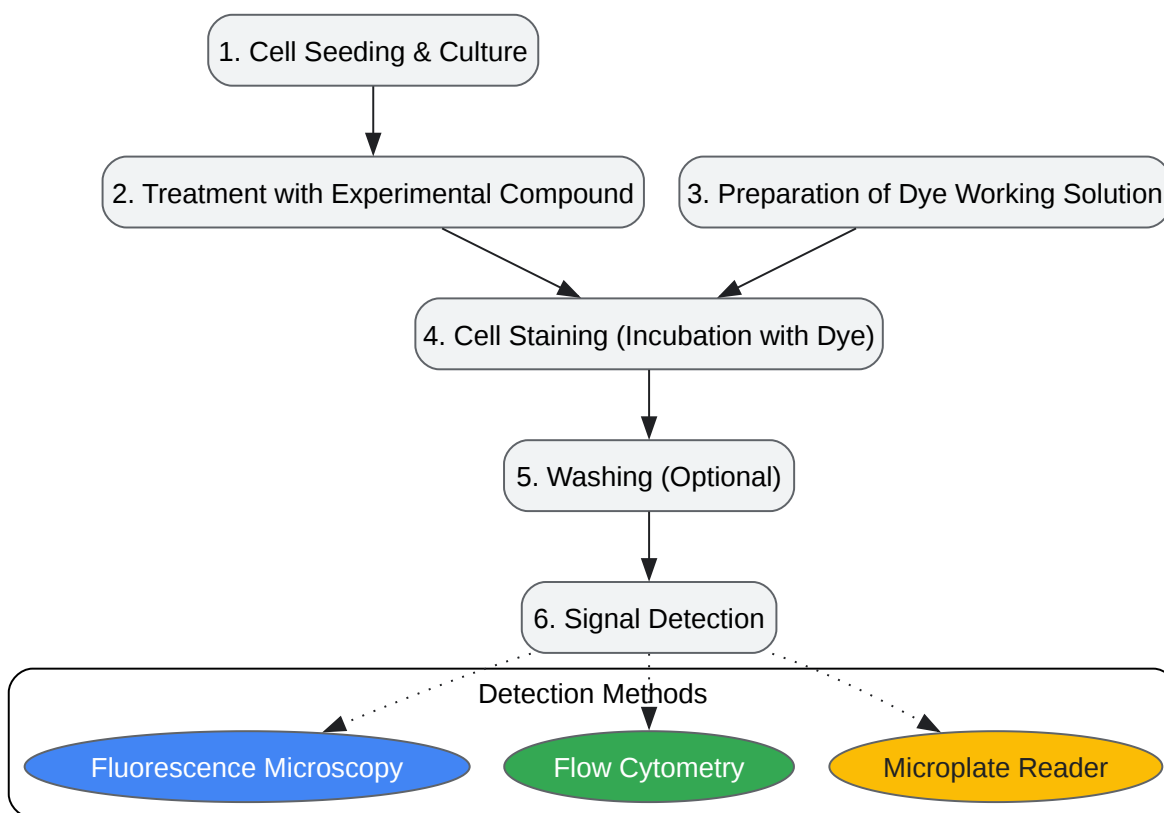 1. Cell Seeding & Culture
2. Treatment with Experimental Compound
3. Preparation of Dye Working Solution
4. Cell Staining (Incubation with Dye)
5. Washing (Optional)
6. Signal Detection
Detection Methods
Fluorescence Microscopy
Flow Cytometry
Microplate Reader